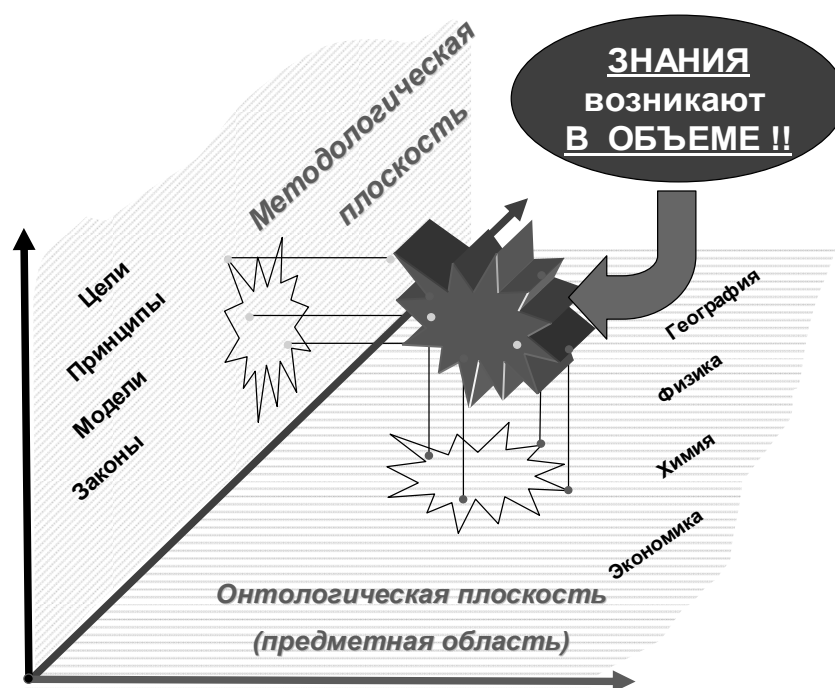 Методологическая
плоскость
ЗНАНИЯ
возникают
В ОБЪЕМЕ !!
Цели
Принципы
Модели
Законы
География
Физика
Химия
Экономика
Онтологическая плоскость
(предметная область)